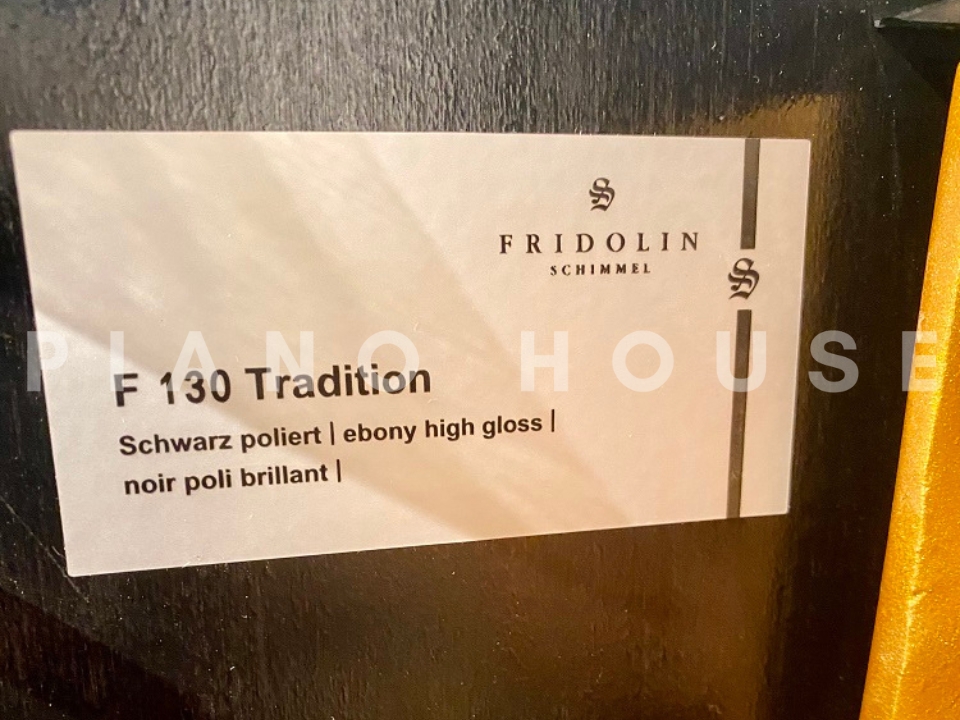 FRIDOLIN
SCHIMMEL
PIANO HOUSE
F 130 Tradition
Schwarz poliert | ebony high gloss |
noir poli brillant |